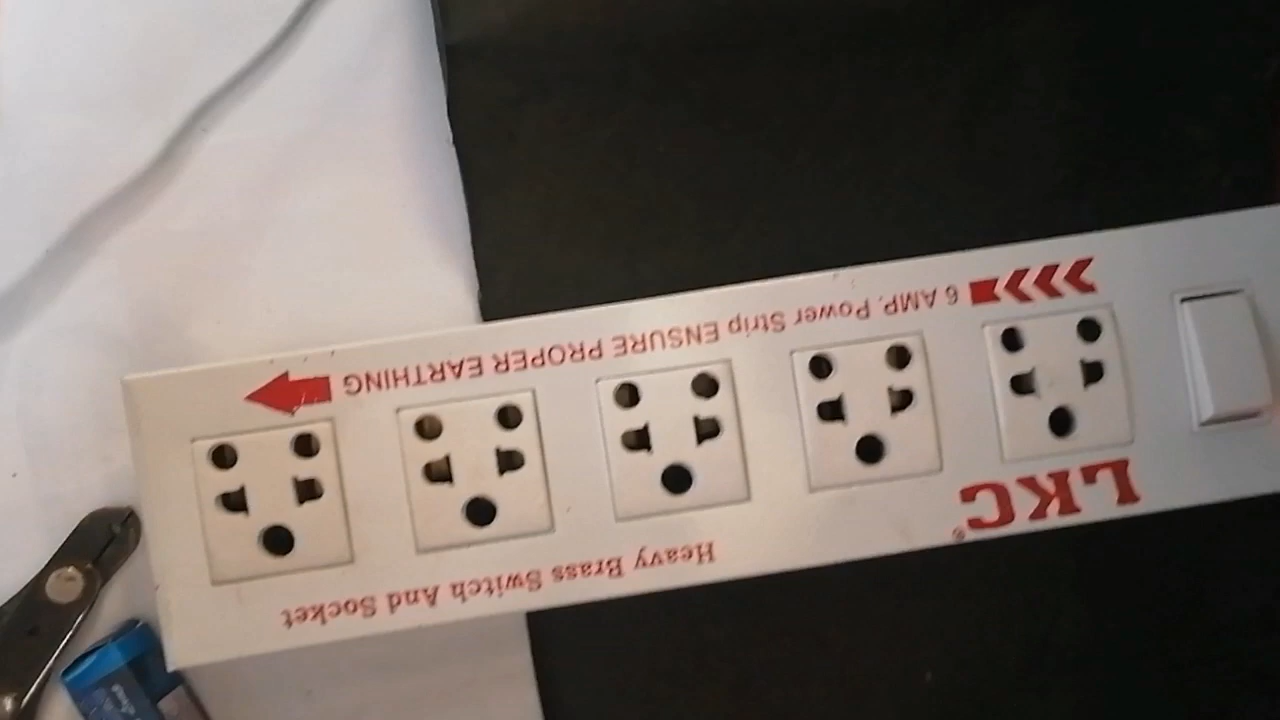 LKC®
Heavy Brass Switch And Socket
6 AMP. Power Strip ENSURE PROPER EARTHING